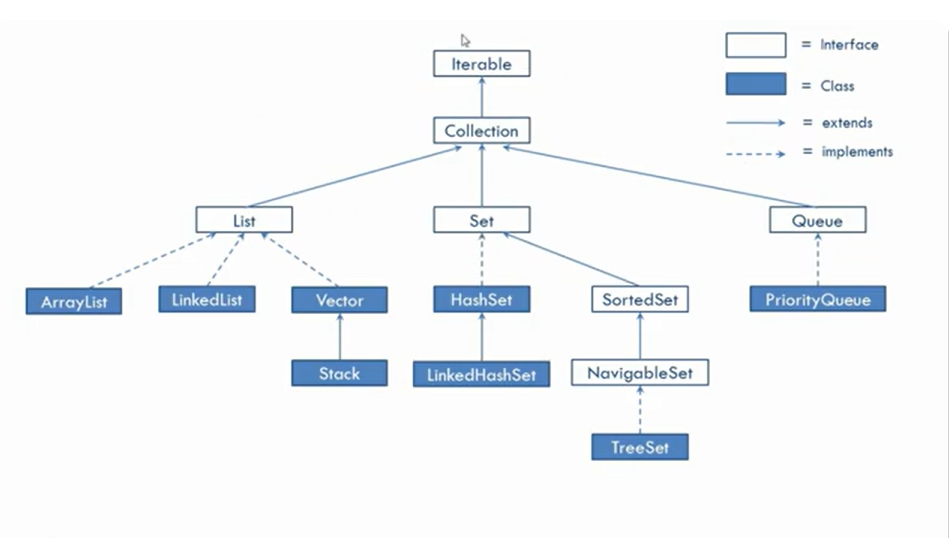 Iterable
= Interface
= Class
Collection
= extends
= implements
List
Set
Queue
ArrayList
LinkedList
Vector
HashSet
SortedSet
PriorityQueue
Stack
LinkedHashSet
NavigableSet
TreeSet